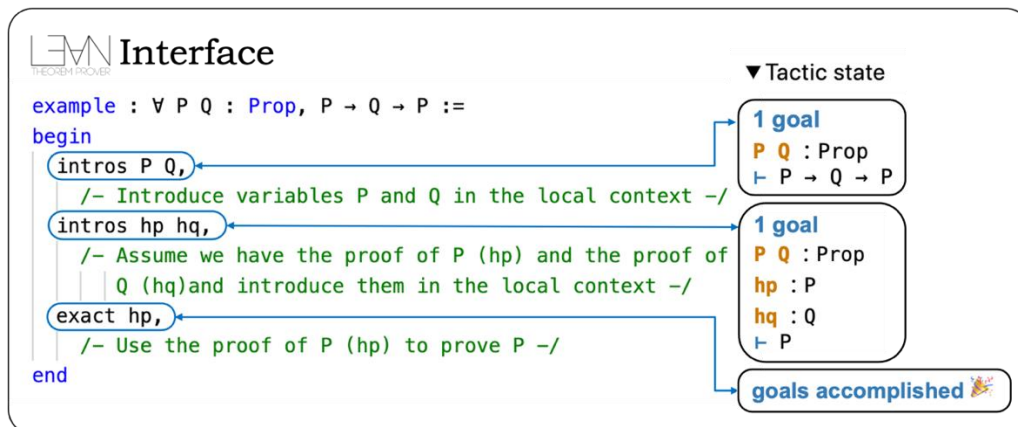 LE∀N Interface
THEOREM PROVER
example : ∀ P Q : Prop, P → Q → P :=
begin
intros P Q,
/- Introduce variables P and Q in the local context -/
intros hp hq,
/- Assume we have the proof of P (hp) and the proof of
Q (hq)and introduce them in the local context -/
exact hp,
/- Use the proof of P (hp) to prove P -/
end
▼ Tactic state
1 goal
P Q : Prop
⊢ P → Q → P
1 goal
P Q : Prop
hp : P
hq : Q
⊢ P
goals accomplished 🎉